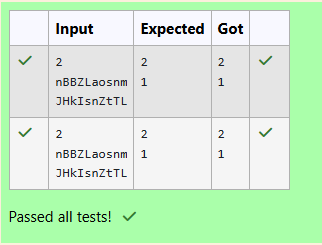 Input Expected Got
2 2 2
nBBZLaosnm 1 1
JHkIsnZtTL
2 2 2
nBBZLaosnm 1 1
JHkIsnZtTL
Passed all tests!